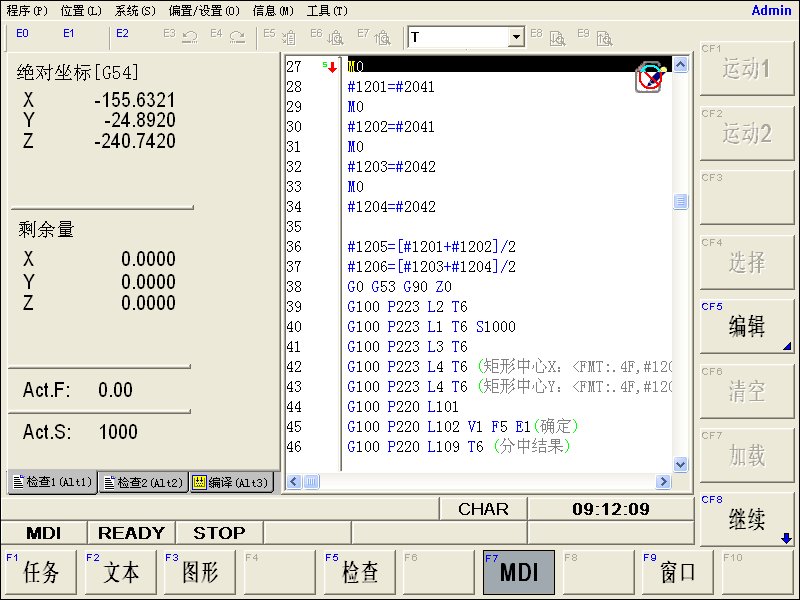 程序(P) 位置(L) 系统(S) 偏置/设置(O) 信息(M) 工具(T) Admin
E0 E1 E2 E3 E4 E5 E6 E7 T E8 E9
绝对坐标[G54]
X -155.6321
Y -24.8920
Z -240.7420
剩余量
X 0.0000
Y 0.0000
Z 0.0000
Act.F: 0.00
Act.S: 1000
检查1(Alt1) 检查2(Alt2) 编译(Alt3)
27 M0
28 #1201=#2041
29 M0
30 #1202=#2041
31 M0
32 #1203=#2042
33 M0
34 #1204=#2042
35
36 #1205=[#1201+#1202]/2
37 #1206=[#1203+#1204]/2
38 G0 G53 G90 Z0
39 G100 P223 L2 T6
40 G100 P223 L1 T6 S1000
41 G100 P223 L3 T6
42 G100 P223 L4 T6 (矩形中心X: <FMT:.4F,#120
43 G100 P223 L4 T6 (矩形中心Y: <FMT:.4F,#120
44 G100 P220 L101
45 G100 P220 L102 V1 F5 E1(确定)
46 G100 P220 L109 T6 (分中结果)
CF1 运动1
CF2 运动2
CF3
CF4 选择
CF5 编辑
CF6 清空
CF7 加载
CF8 继续
CHAR 09:12:09
MDI READY STOP
F1 任务 F2 文本 F3 图形 F4 F5 检查 F6 F7 MDI F8 F9 窗口 F10